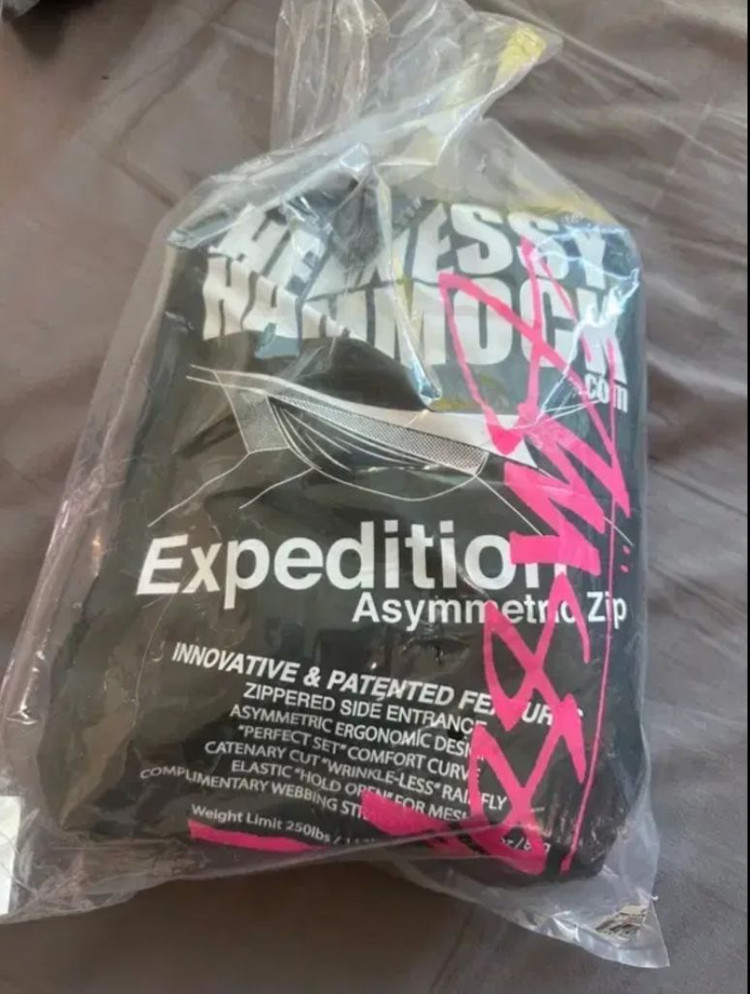 HENNESSY
HAMMOCK
.com
Expedition
Asymmetric Zip
INNOVATIVE & PATENTED FEATURES
ZIPPERED SIDE ENTRANCE
ASYMMETRIC ERGONOMIC DESIGN
"PERFECT SET" COMFORT CURVE
CATENARY CUT "WRINKLE-LESS" RAINFLY
ELASTIC "HOLD OPEN" FOR MESH
COMPLIMENTARY WEBBING
Weight Limit 250lbs /